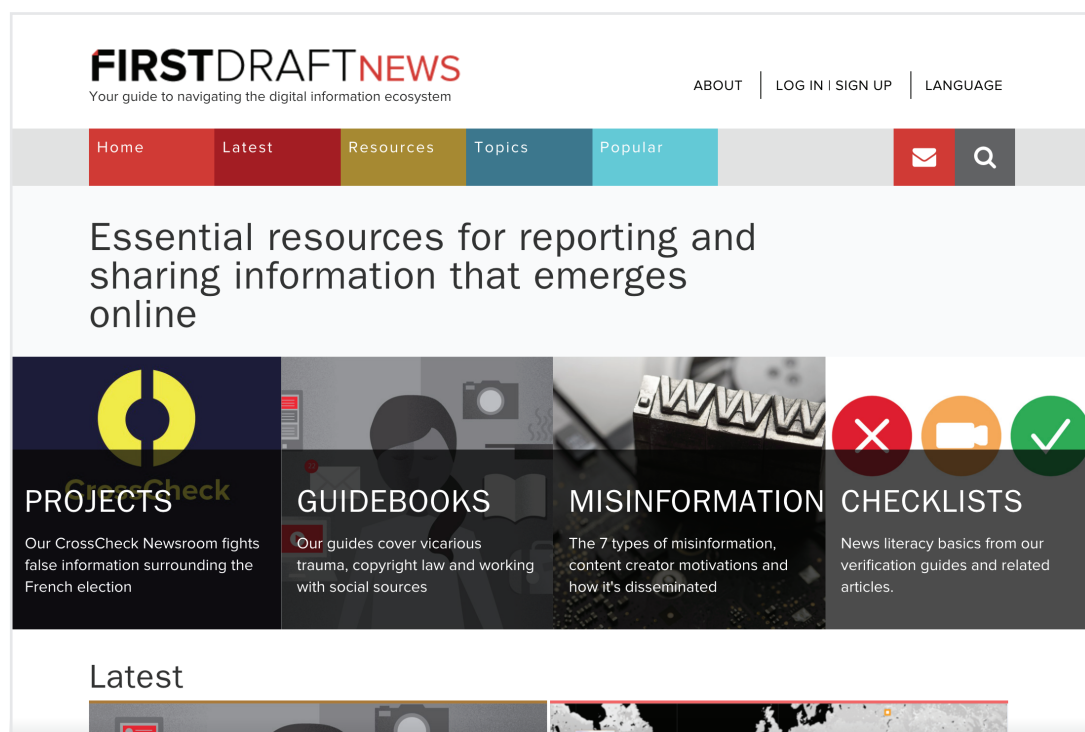 FIRSTDRAFTNEWS
Your guide to navigating the digital information ecosystem
ABOUT
LOG IN | SIGN UP
LANGUAGE
Home
Latest
Resources
Topics
Popular
Essential resources for reporting and
sharing information that emerges
online
CrossCheck
PROJECTS
Our CrossCheck Newsroom fights
false information surrounding the
French election
GUIDEBOOKS
Our guides cover vicarious
trauma, copyright law and working
with social sources
WWW
MISINFORMATION
The 7 types of misinformation,
content creator motivations and
how it's disseminated
CHECKLISTS
News literacy basics from our
verification guides and related
articles.
Latest